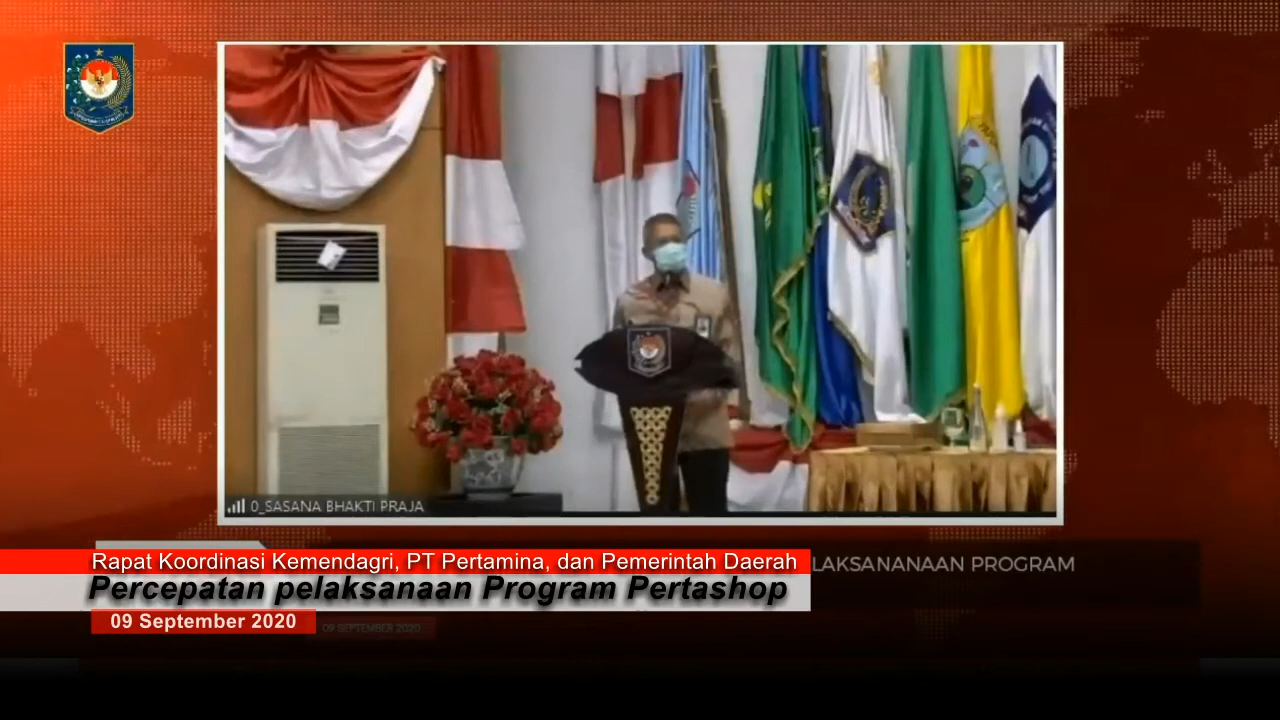 0_SASANA BHAKTI PRAJA
Rapat Koordinasi Kemendagri, PT Pertamina, dan Pemerintah Daerah
LAKSANANAAN PROGRAM
Percepatan pelaksanaan Program Pertashop
09 September 2020
09 SEPTEMBER 2020